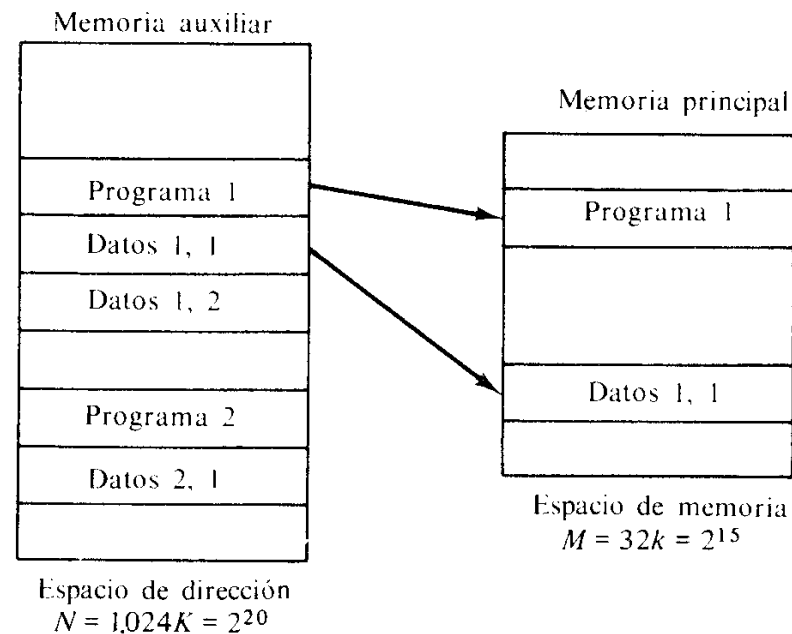 Memoria auxiliar
Programa 1
Datos 1, 1
Datos 1, 2
Programa 2
Datos 2, 1
Espacio de dirección
N = 1,024K = 2²⁰
Memoria principal
Programa 1
Datos 1, 1
Espacio de memoria
M = 32k = 2¹⁵